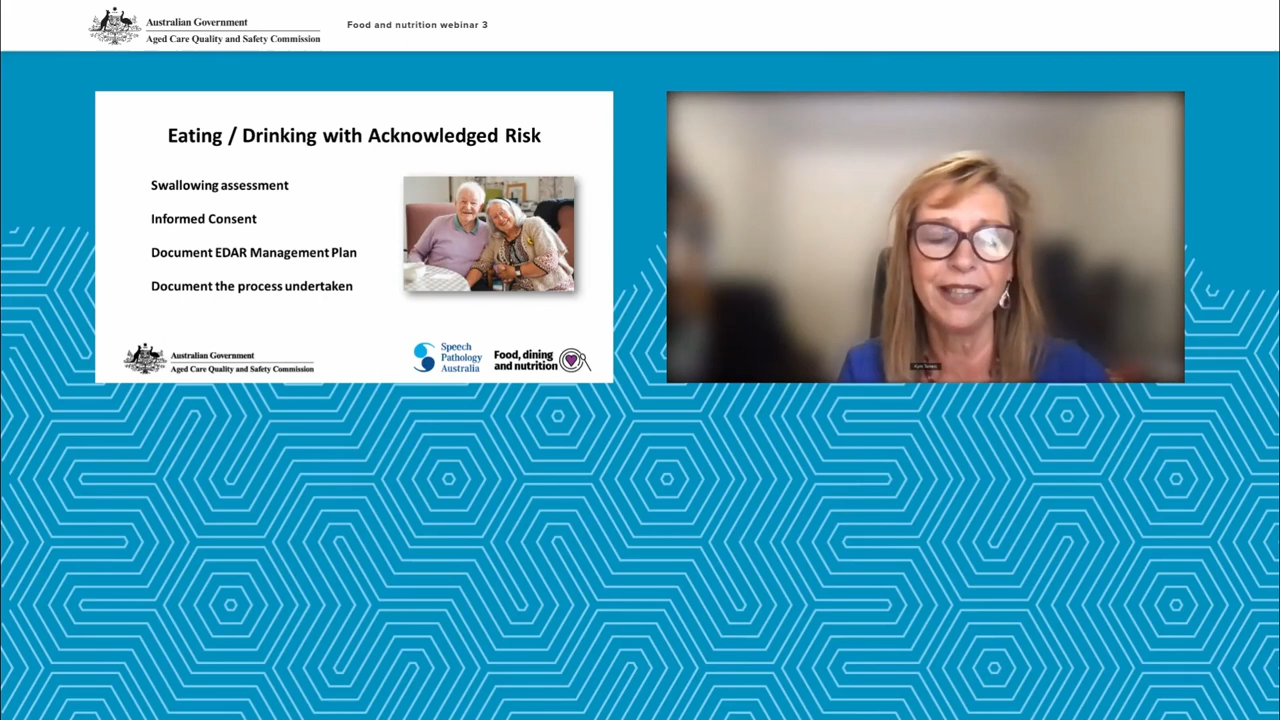 Australian Government
Aged Care Quality and Safety Commission
Food and nutrition webinar 3
Eating / Drinking with Acknowledged Risk
Swallowing assessment
Informed Consent
Document EDAR Management Plan
Document the process undertaken
Australian Government
Aged Care Quality and Safety Commission
Speech
Pathology
Australia
Food, dining
and nutrition